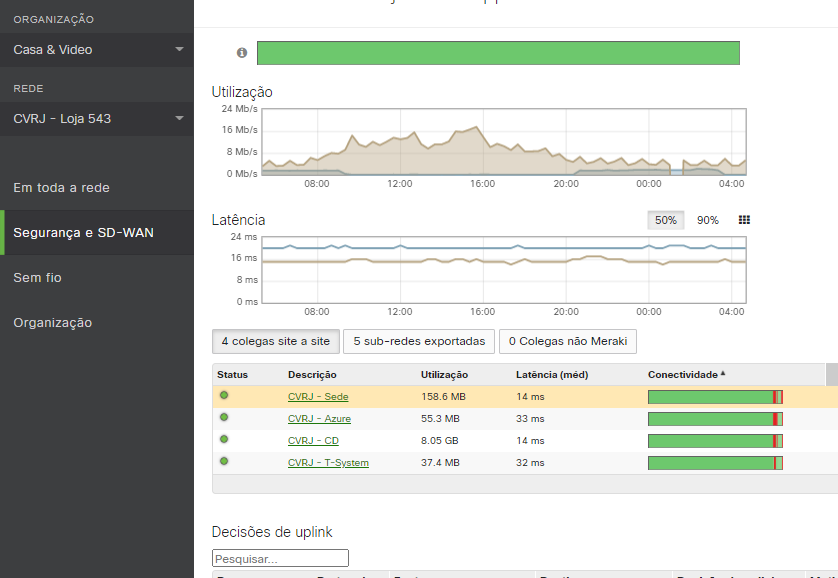 ORGANIZAÇÃO
Casa & Video
REDE
CVRJ - Loja 543
Em toda a rede
Segurança e SD-WAN
Sem fio
Organização
Utilização
24 Mb/s
16 Mb/s
8 Mb/s
0 Mb/s
08:00 12:00 16:00 20:00 00:00 04:00
Latência
50% 90%
24 ms
16 ms
8 ms
0 ms
08:00 12:00 16:00 20:00 00:00 04:00
4 colegas site a site 5 sub-redes exportadas 0 Colegas não Meraki
Status Descrição Utilização Latência (méd) Conectividade
CVRJ - Sede 158.6 MB 14 ms
CVRJ - Azure 55.3 MB 33 ms
CVRJ - CD 8.05 GB 14 ms
CVRJ - T-System 37.4 MB 32 ms
Decisões de uplink
Pesquisar...